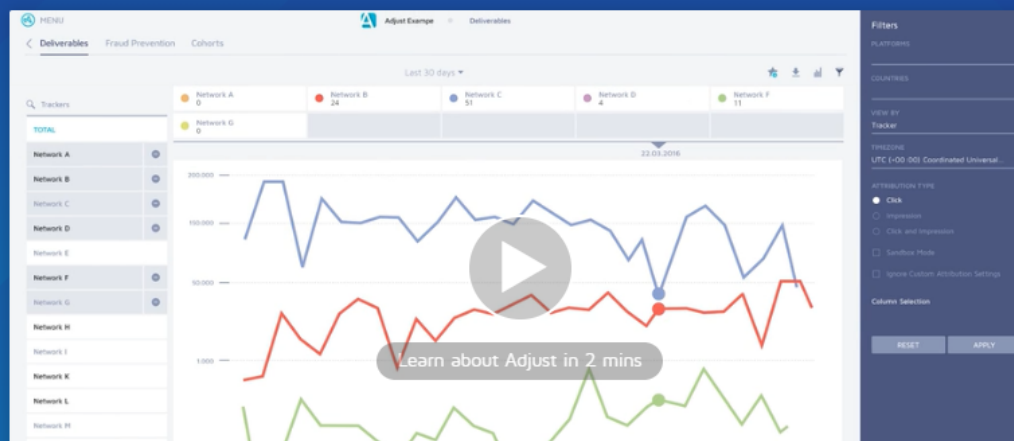 MENU
Adjust Exampe
Deliverables
Deliverables
Fraud Prevention
Cohorts
Last 30 days
Trackers
TOTAL
Network A
Network B
Network C
Network D
Network E
Network F
Network G
Network H
Network I
Network K
Network L
Network M
Network A
0
Network B
24
Network C
51
Network D
4
Network F
11
Network G
0
22.03.2016
200.000
150.000
50.000
1.000
Learn about Adjust in 2 mins
Filters
PLATFORMS
COUNTRIES
VIEW BY
Tracker
TIMEZONE
UTC (+00:00) Coordinated Universal...
ATTRIBUTION TYPE
Click
Impression
Click and Impression
Sandbox Mode
Ignore Custom Attribution Settings
Column Selection
RESET
APPLY